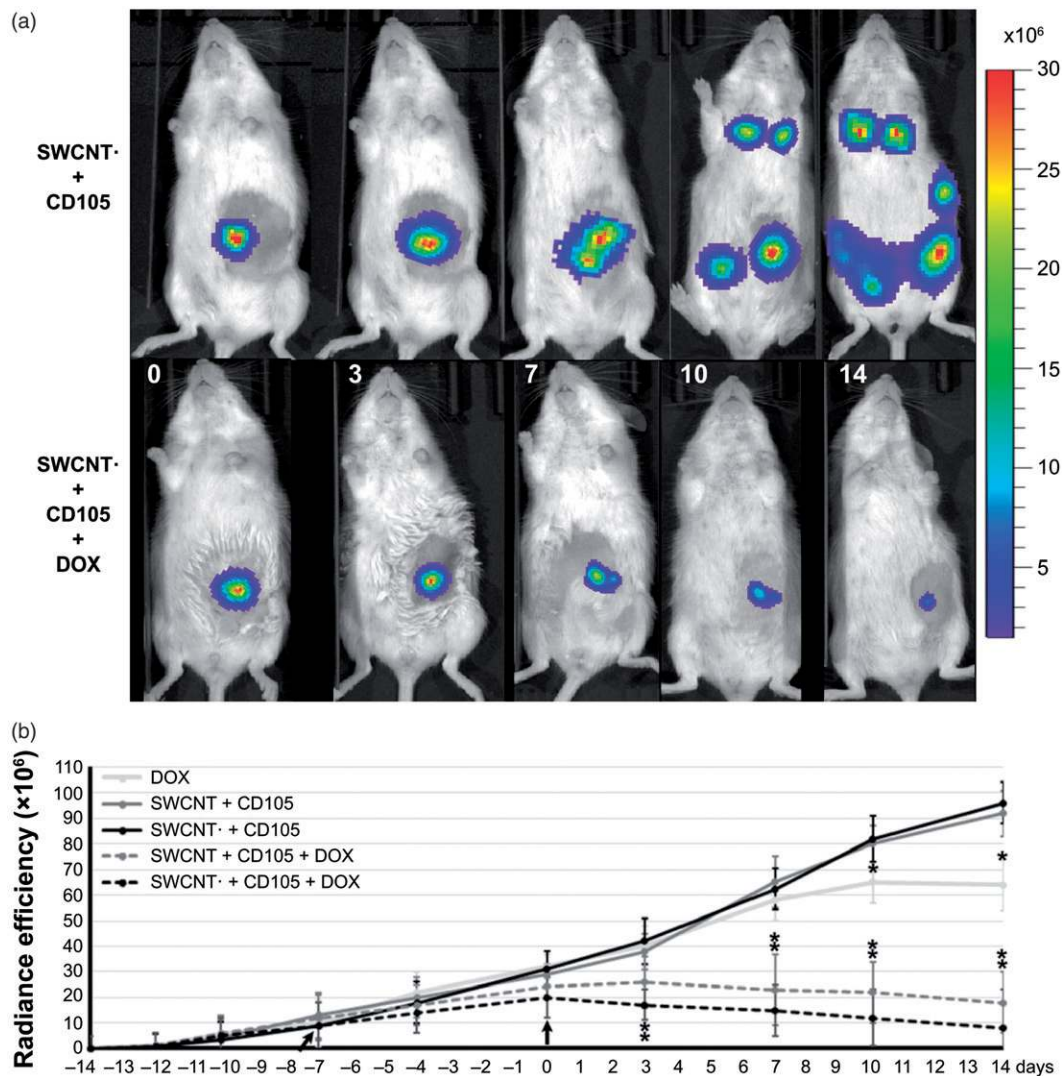 (a)
SWCNT·
+
CD105
x10⁶
30
25
20
15
10
5
0 3 7 10 14
SWCNT·
+
CD105
+
DOX
(b)
Radiance efficiency (×10⁶)
110
100
90
80
70
60
50
40
30
20
10
0
DOX
SWCNT + CD105
SWCNT· + CD105
SWCNT + CD105 + DOX
SWCNT· + CD105 + DOX
*
*
** ** **
**
–14 –13 –12 –11 –10 –9 –8 –7 –6 –5 –4 –3 –2 –1 0 1 2 3 4 5 6 7 8 9 10 11 12 13 14 days